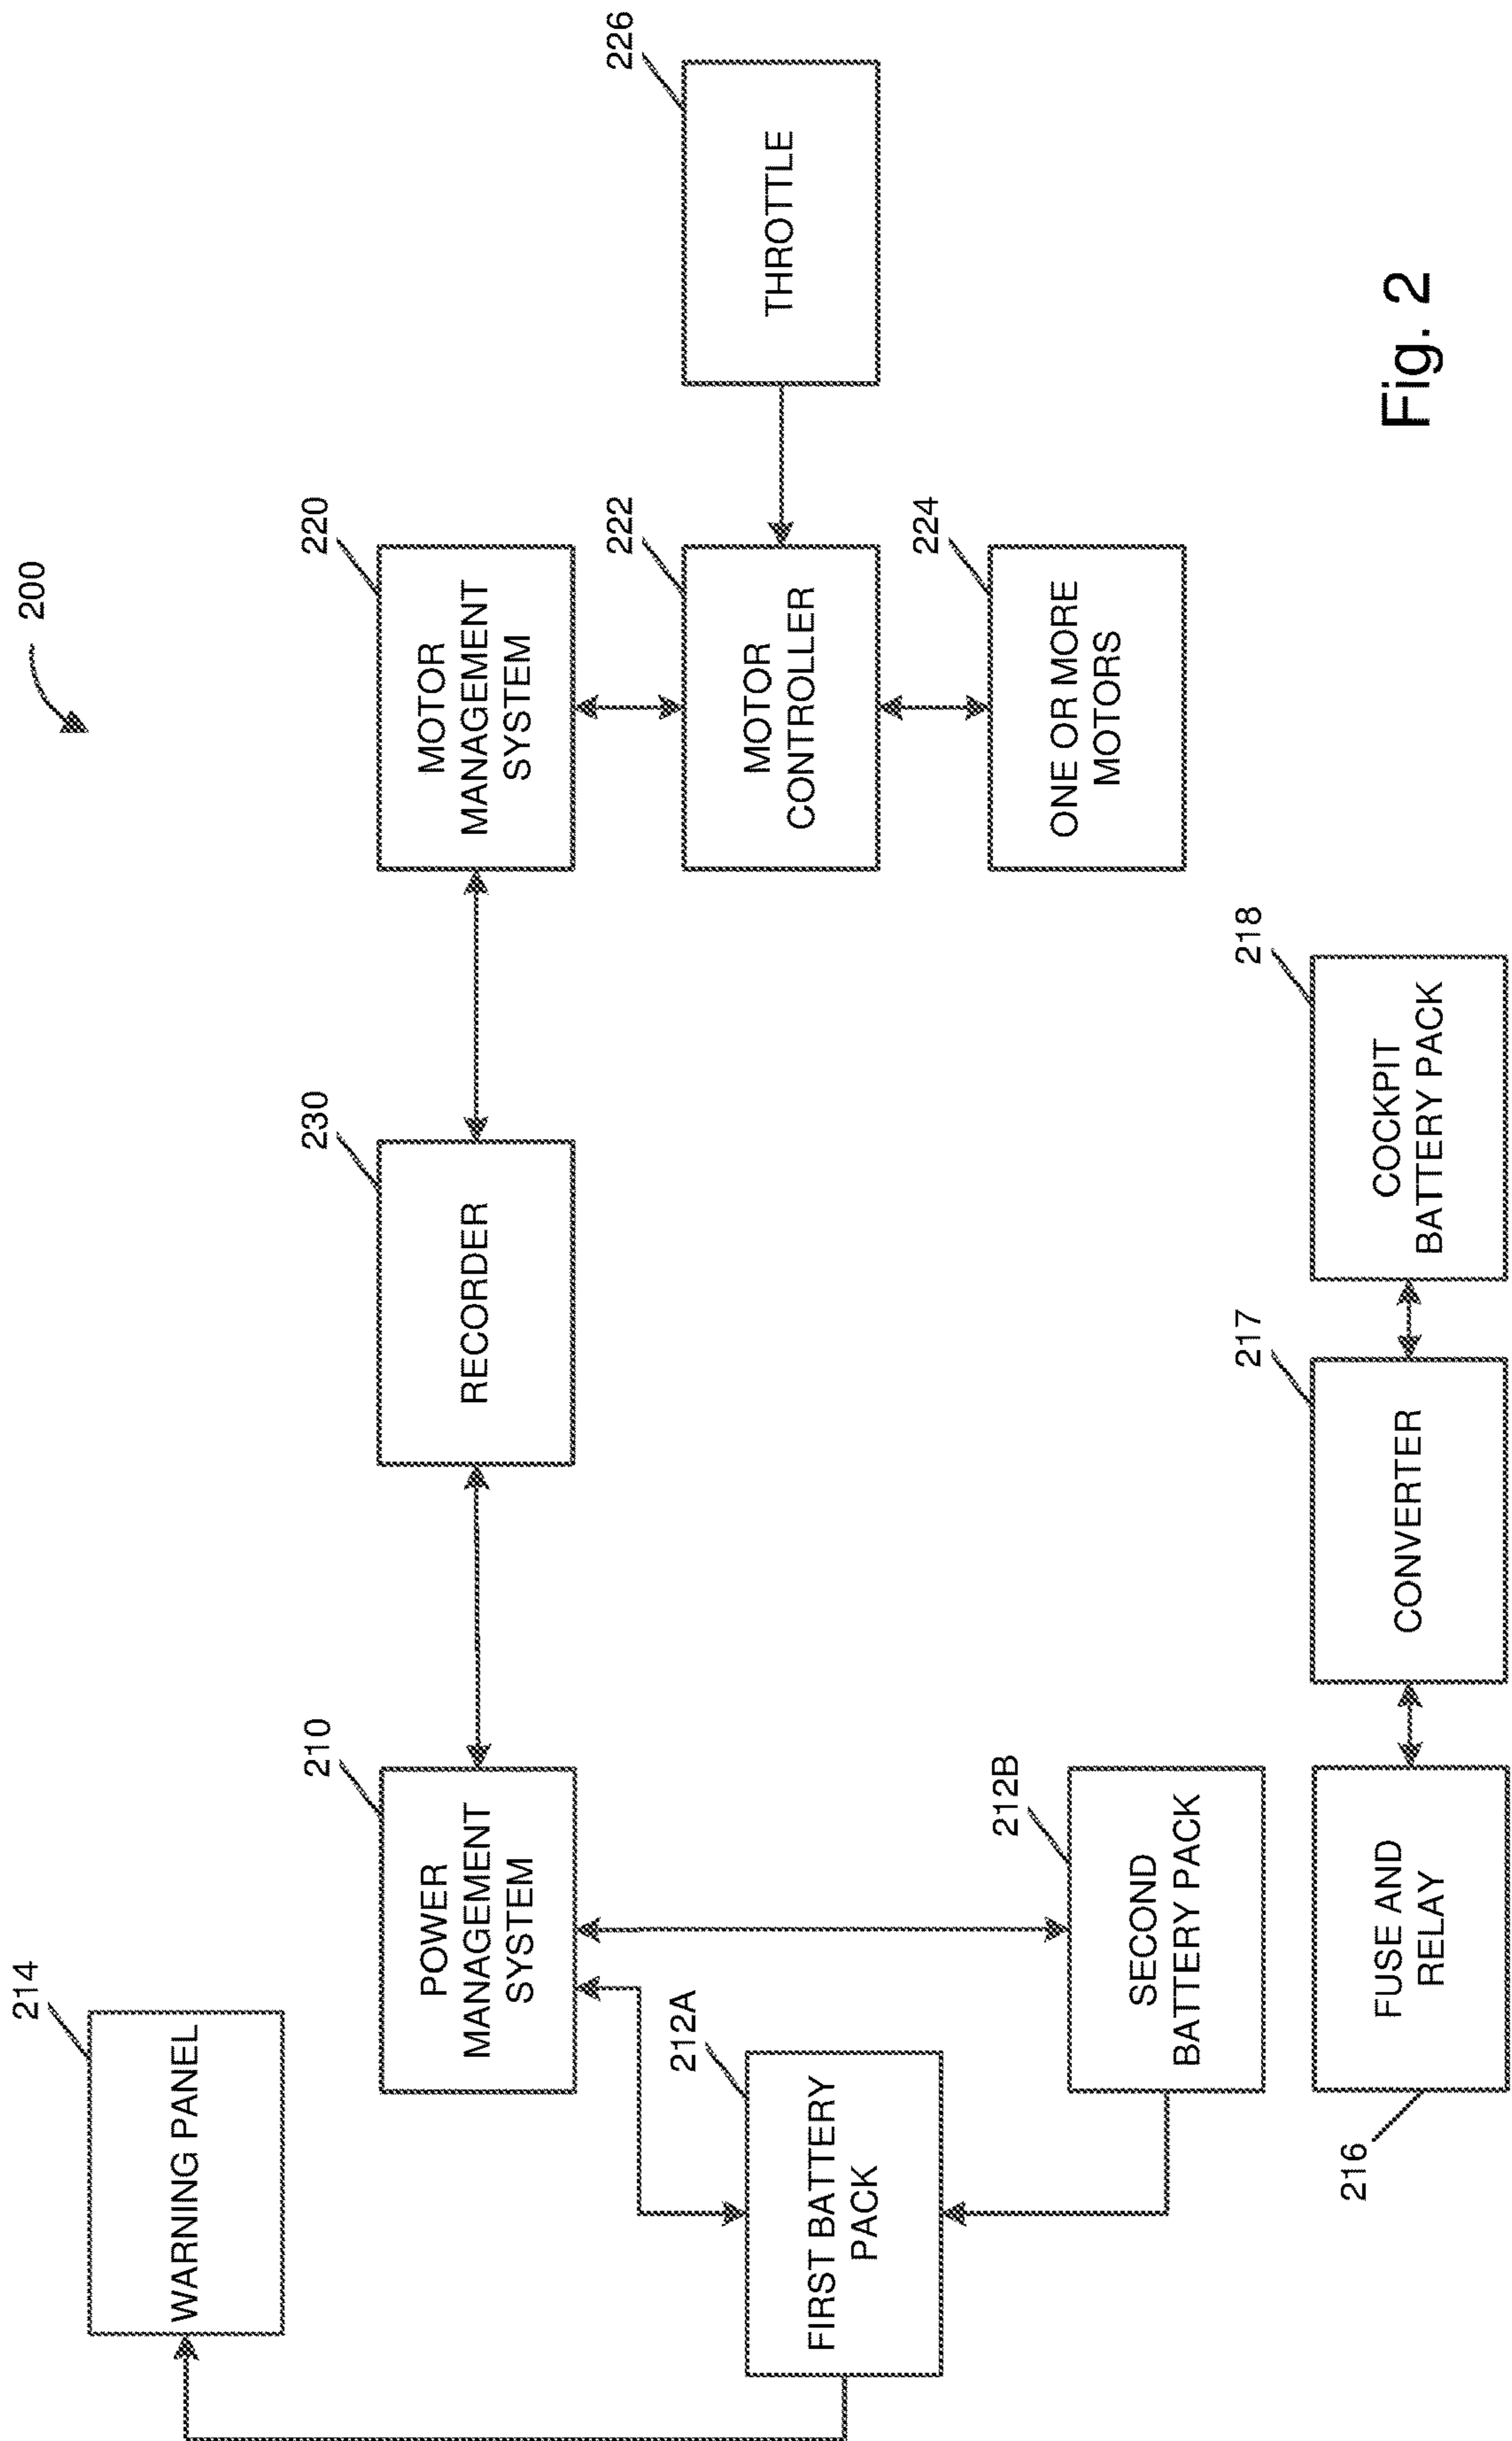 200
214
WARNING PANEL
210
POWER
MANAGEMENT
SYSTEM
230
RECORDER
220
MOTOR
MANAGEMENT
SYSTEM
212A
FIRST BATTERY
PACK
222
MOTOR
CONTROLLER
226
THROTTLE
212B
SECOND
BATTERY PACK
224
ONE OR MORE
MOTORS
216
FUSE AND
RELAY
217
CONVERTER
218
COCKPIT
BATTERY PACK
Fig. 2